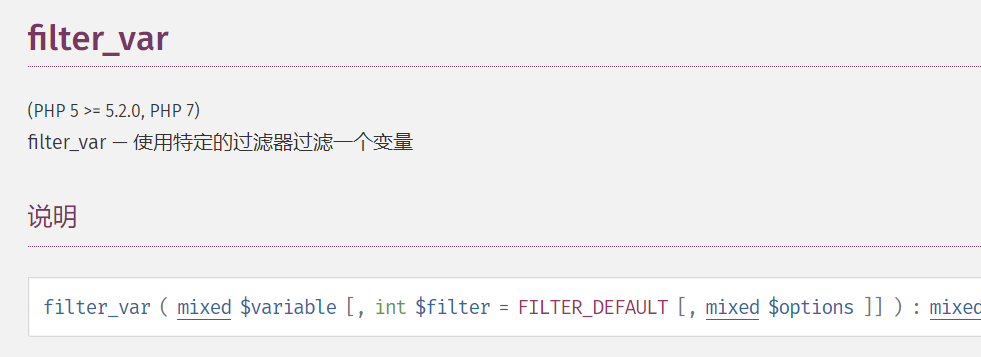 filter_var
(PHP 5 >= 5.2.0, PHP 7)
filter_var — 使用特定的过滤器过滤一个变量
说明
filter_var ( mixed $variable [, int $filter = FILTER_DEFAULT [, mixed $options ]] ) : mixed